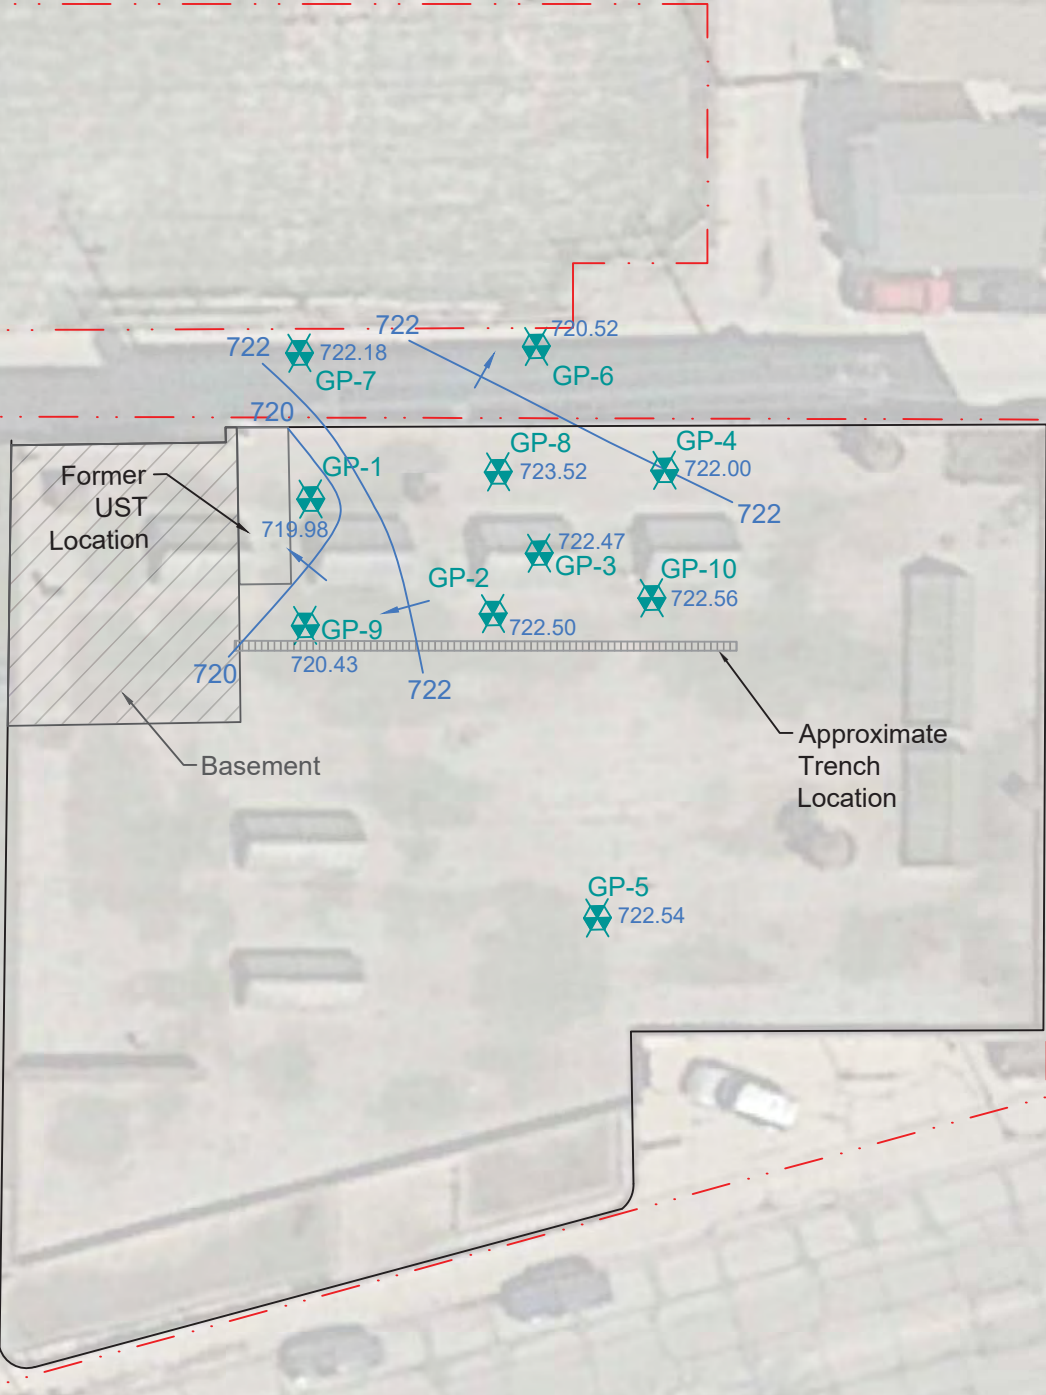 722
720.52
722
722.18
GP-7
GP-6
720
GP-8
GP-4
723.52
722.00
Former
UST
Location
GP-1
719.98
722
722.47
GP-3
GP-2
GP-10
722.56
722.50
GP-9
720.43
720
722
Approximate
Trench
Location
Basement
GP-5
722.54